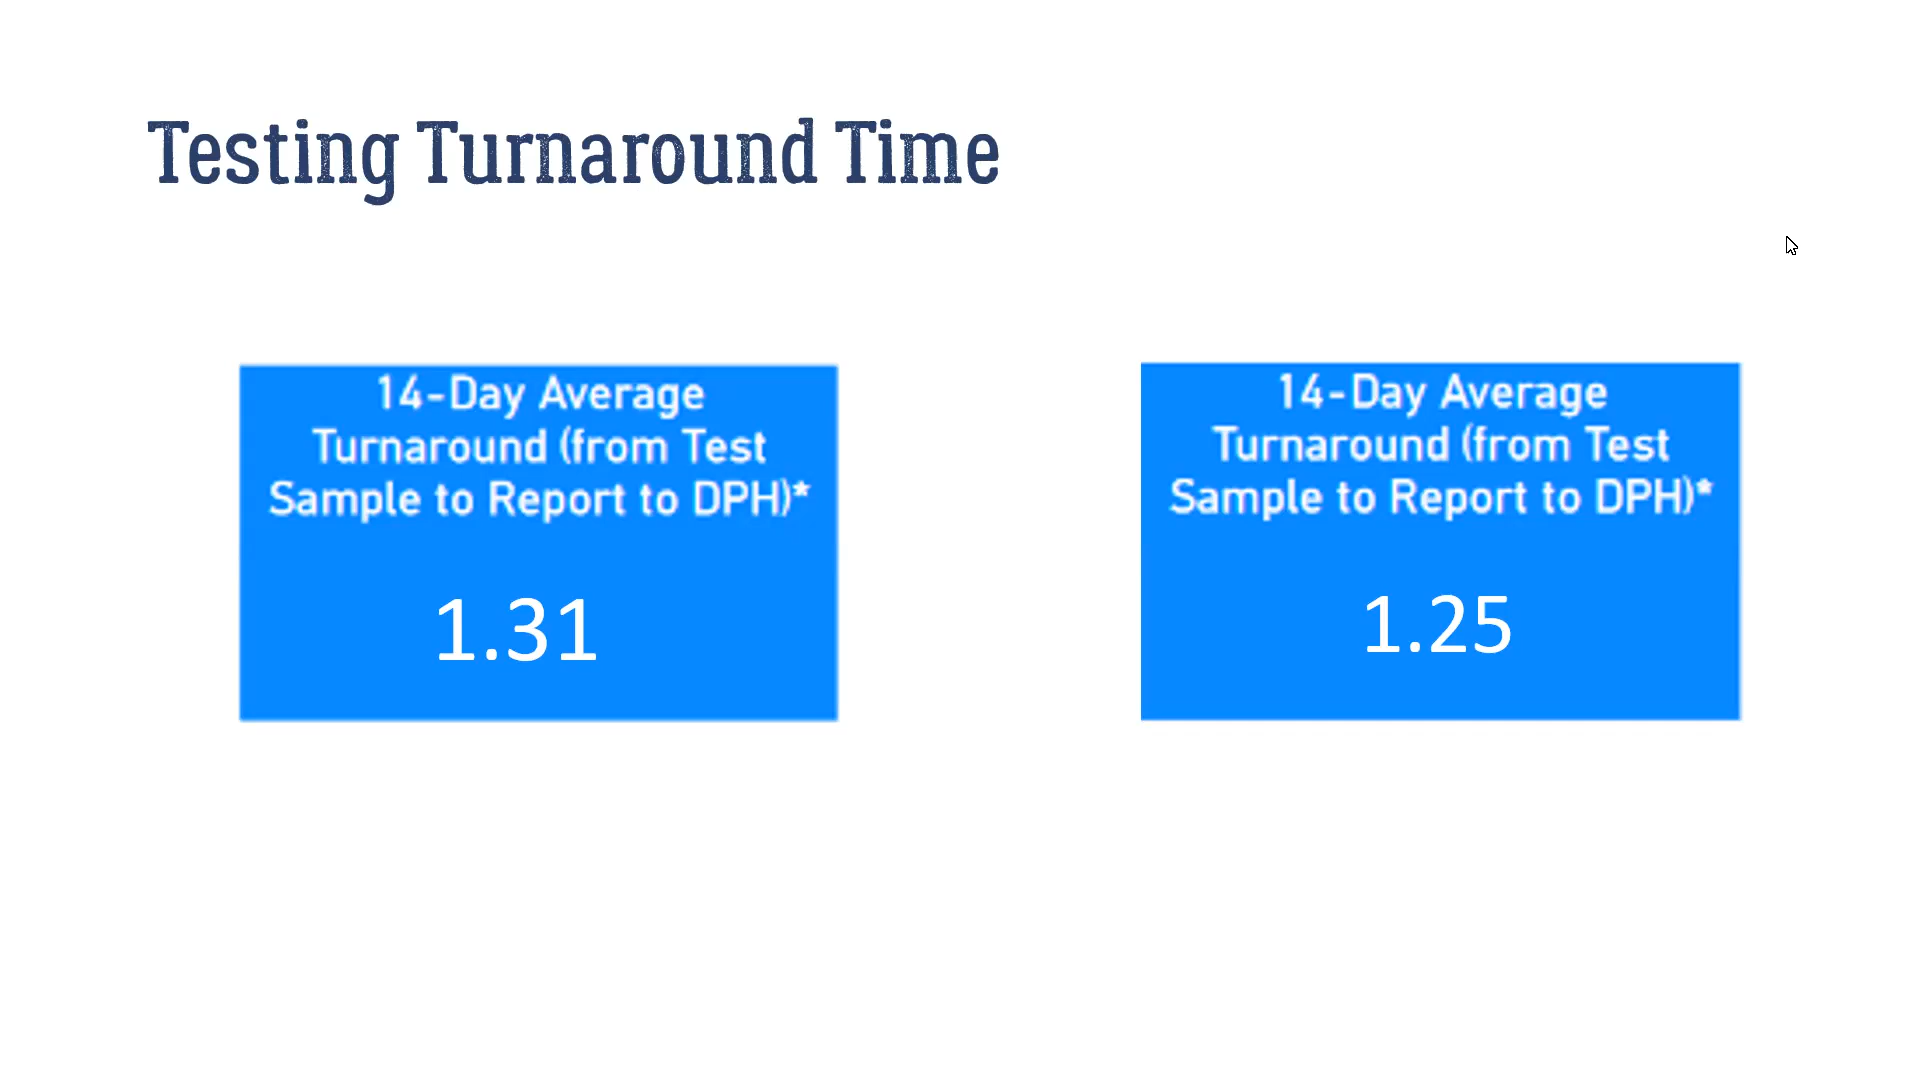 Testing Turnaround Time
14-Day Average
Turnaround (from Test
Sample to Report to DPH)*
1.31
14-Day Average
Turnaround (from Test
Sample to Report to DPH)*
1.25